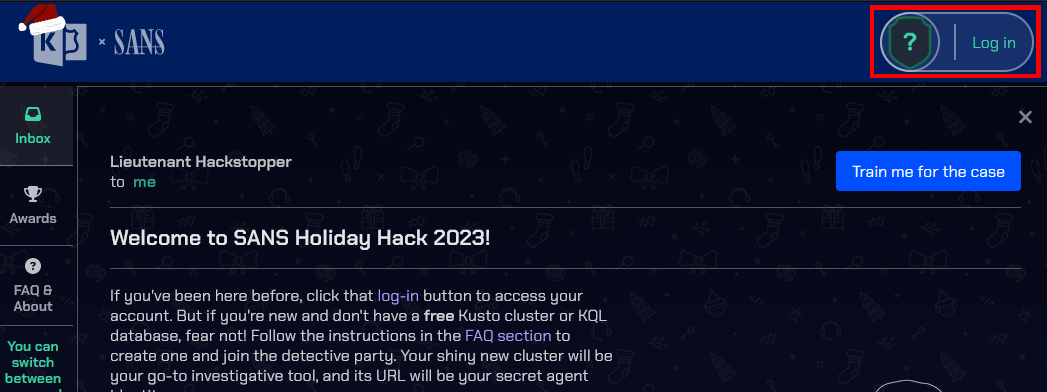 K
× SANS
?
Log in
Inbox
Lieutenant Hackstopper
to me
Train me for the case
Awards
Welcome to SANS Holiday Hack 2023!
?
FAQ &
About
If you've been here before, click that log-in button to access your
account. But if you're new and don't have a free Kusto cluster or KQL
database, fear not! Follow the instructions in the FAQ section to
create one and join the detective party. Your shiny new cluster will be
your go-to investigative tool, and its URL will be your secret agent
You can
switch
between